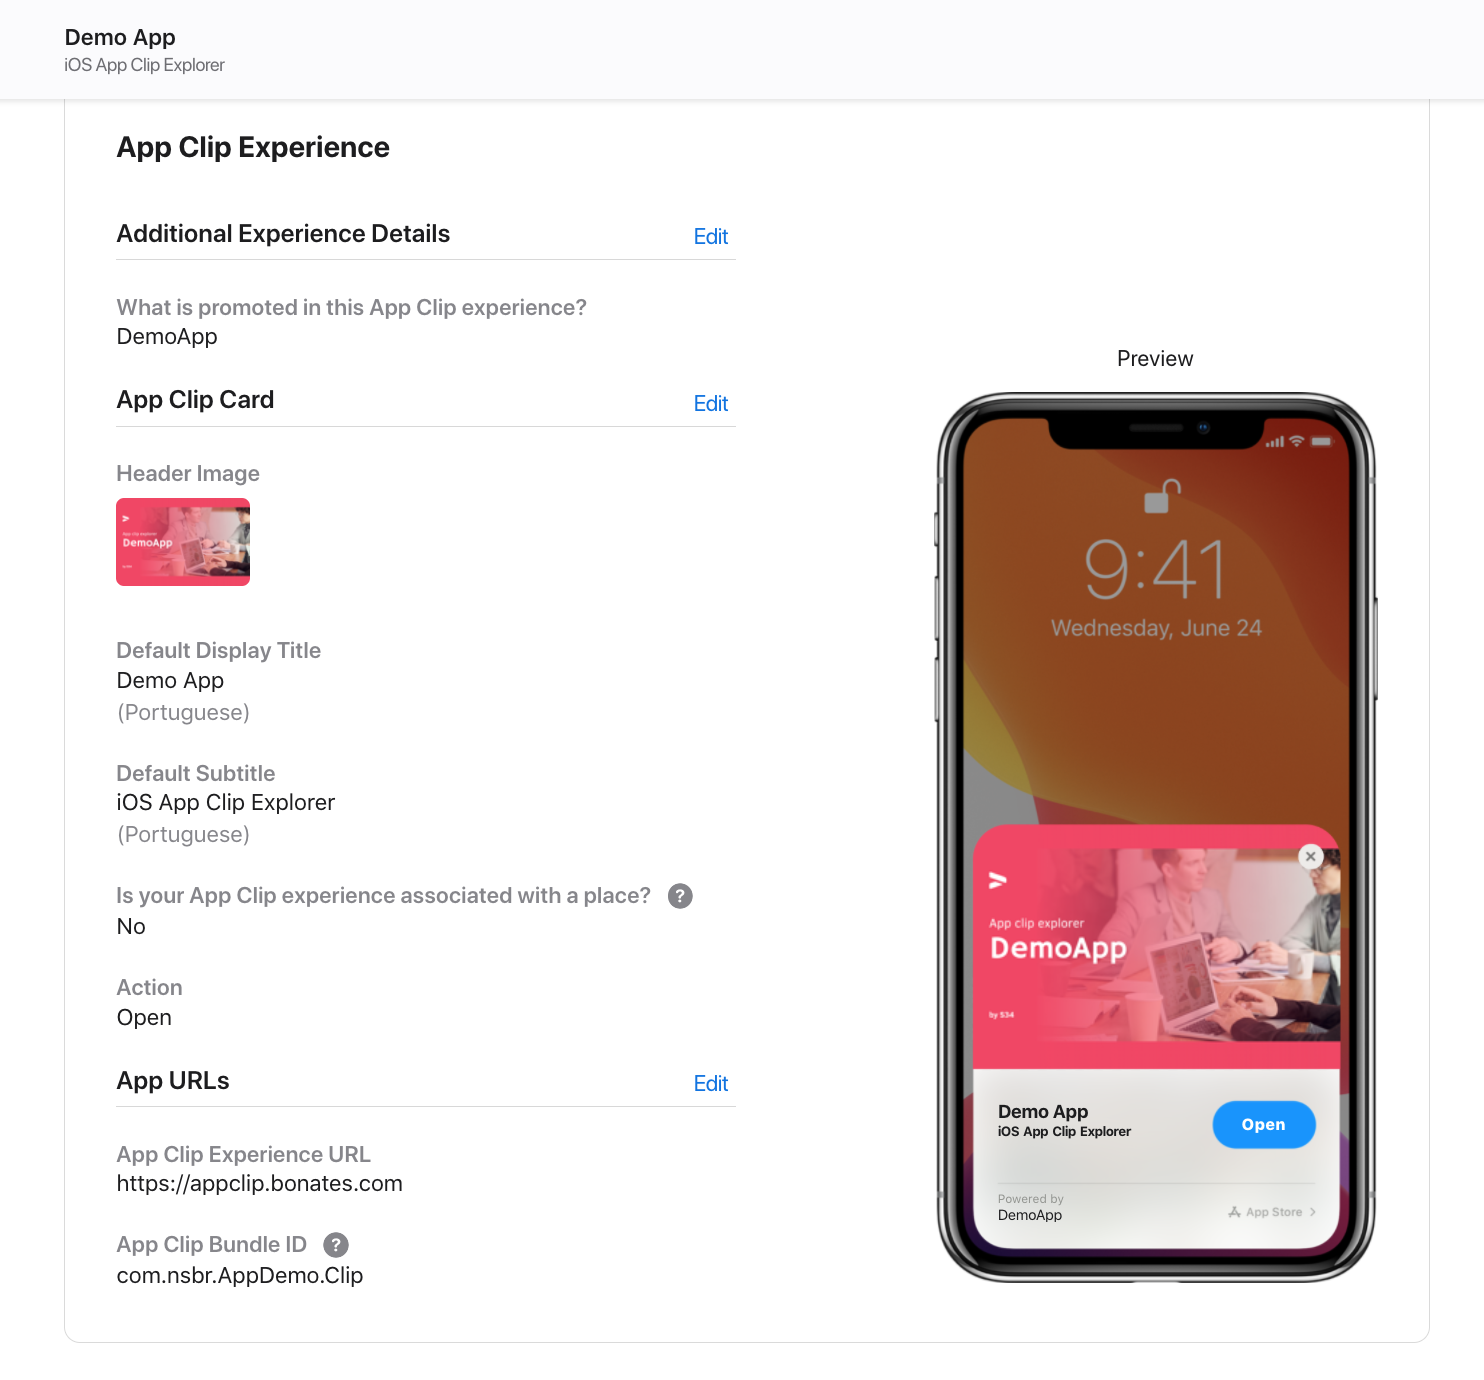 Demo App
iOS App Clip Explorer
App Clip Experience
Additional Experience Details
Edit
What is promoted in this App Clip experience?
DemoApp
App Clip Card
Edit
Header Image
App clip explorer
DemoApp
Default Display Title
Demo App
(Portuguese)
Default Subtitle
iOS App Clip Explorer
(Portuguese)
Is your App Clip experience associated with a place? ?
No
Action
Open
App URLs
Edit
App Clip Experience URL
https://appclip.bonates.com
App Clip Bundle ID ?
com.nsbr.AppDemo.Clip
Preview
9:41
Wednesday, June 24
App clip explorer
DemoApp
by S34
Demo App
iOS App Clip Explorer
Open
Powered by
DemoApp
App Store >